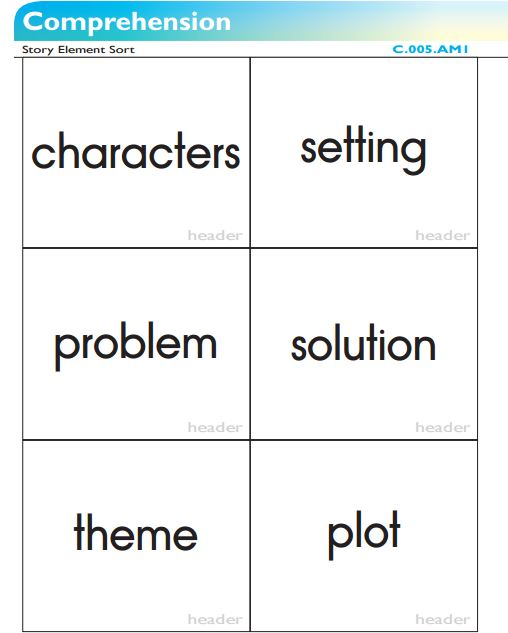 Comprehension
Story Element Sort C.005.AM1
characters setting
header header
problem solution
header header
theme plot
header header